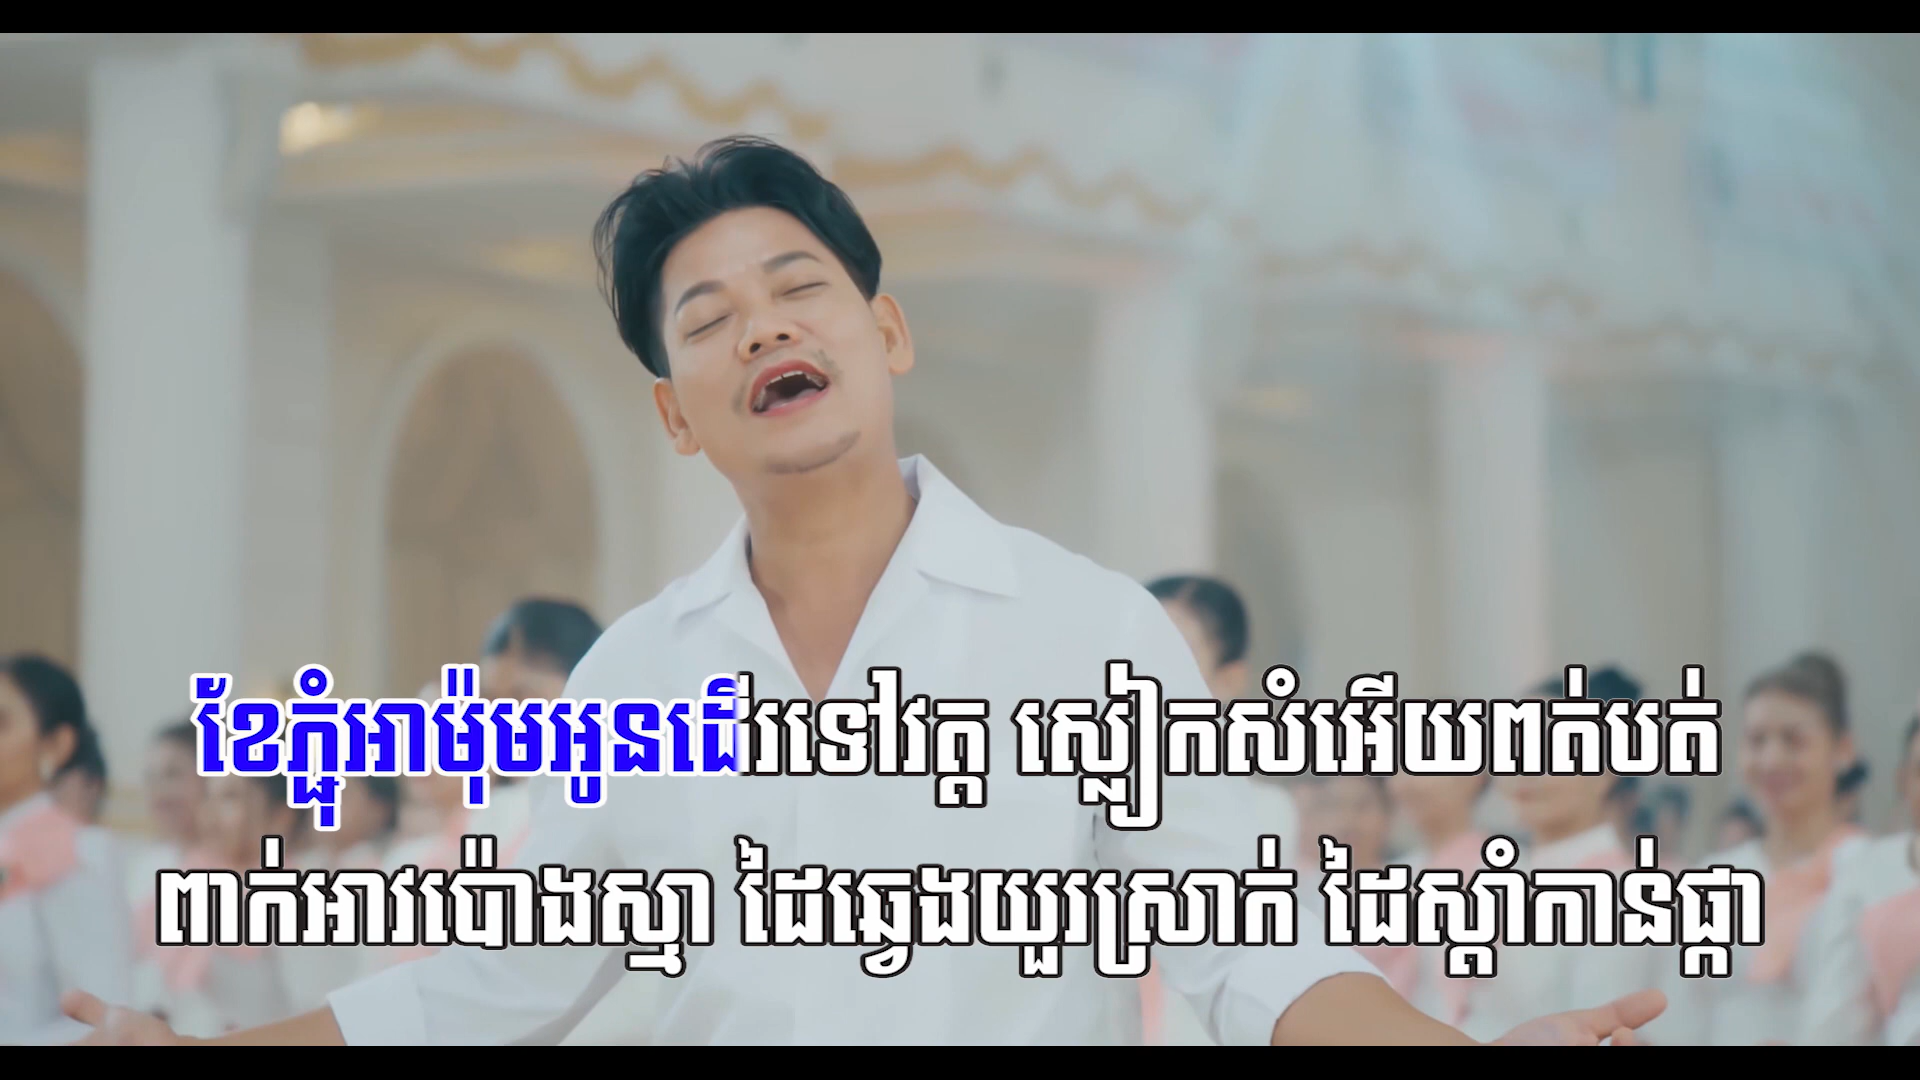 ខែភ្ជុំអាម៉ុមអូនដើរទៅវត្ត ស្លៀកសំអើយពត់បត់
ពាក់អាវប៉ោងស្មា ដៃឆ្វេងយួរស្រាក់ ដៃស្តាំកាន់ផ្កា